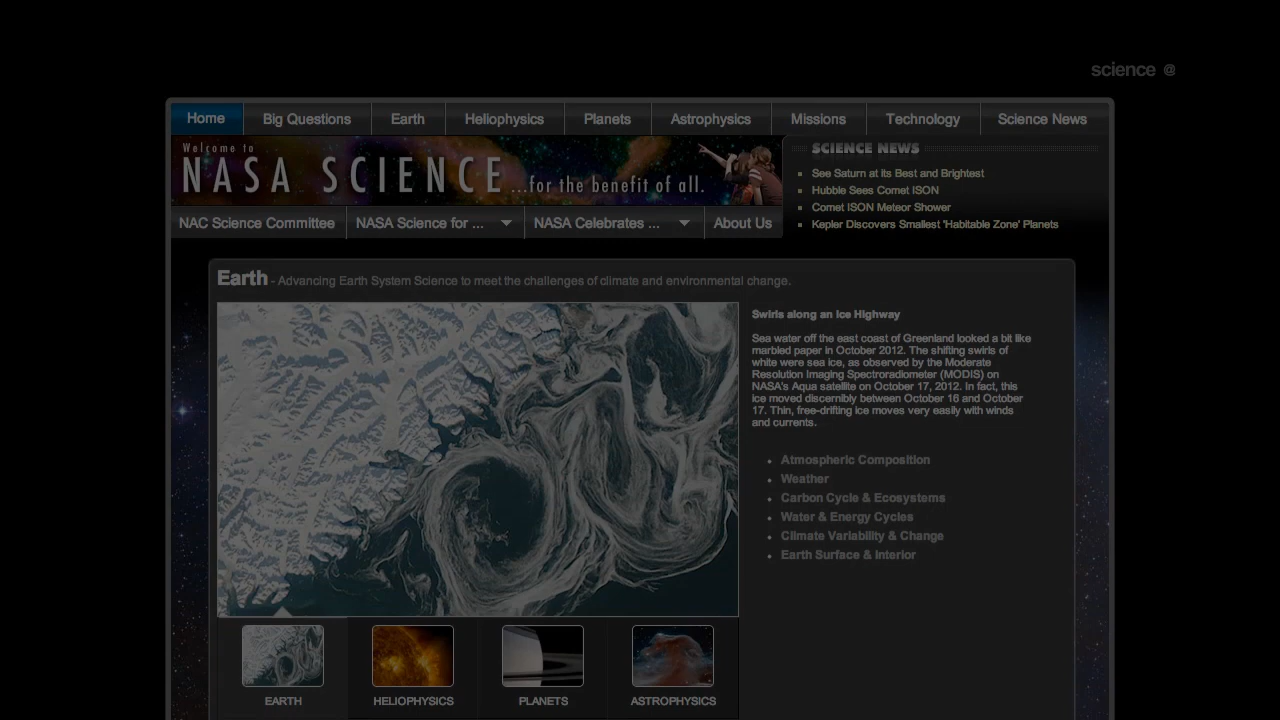 science @
Home Big Questions Earth Heliophysics Planets Astrophysics Missions Technology Science News
Welcome to
NASA SCIENCE ...for the benefit of all.
NAC Science Committee NASA Science for ... NASA Celebrates ... About Us
SCIENCE NEWS
See Saturn at its Best and Brightest
Hubble Sees Comet ISON
Comet ISON Meteor Shower
Kepler Discovers Smallest 'Habitable Zone' Planets
Earth - Advancing Earth System Science to meet the challenges of climate and environmental change.
Swirls along an Ice Highway
Sea water off the east coast of Greenland looked a bit like
marbled paper in October 2012. The shifting swirls of
white were sea ice, as observed by the Moderate
Resolution Imaging Spectroradiometer (MODIS) on
NASA's Aqua satellite on October 17, 2012. In fact, this
ice moved discernibly between October 16 and October
17. Thin, free-drifting ice moves very easily with winds
and currents.
Atmospheric Composition
Weather
Carbon Cycle & Ecosystems
Water & Energy Cycles
Climate Variability & Change
Earth Surface & Interior
EARTH HELIOPHYSICS PLANETS ASTROPHYSICS